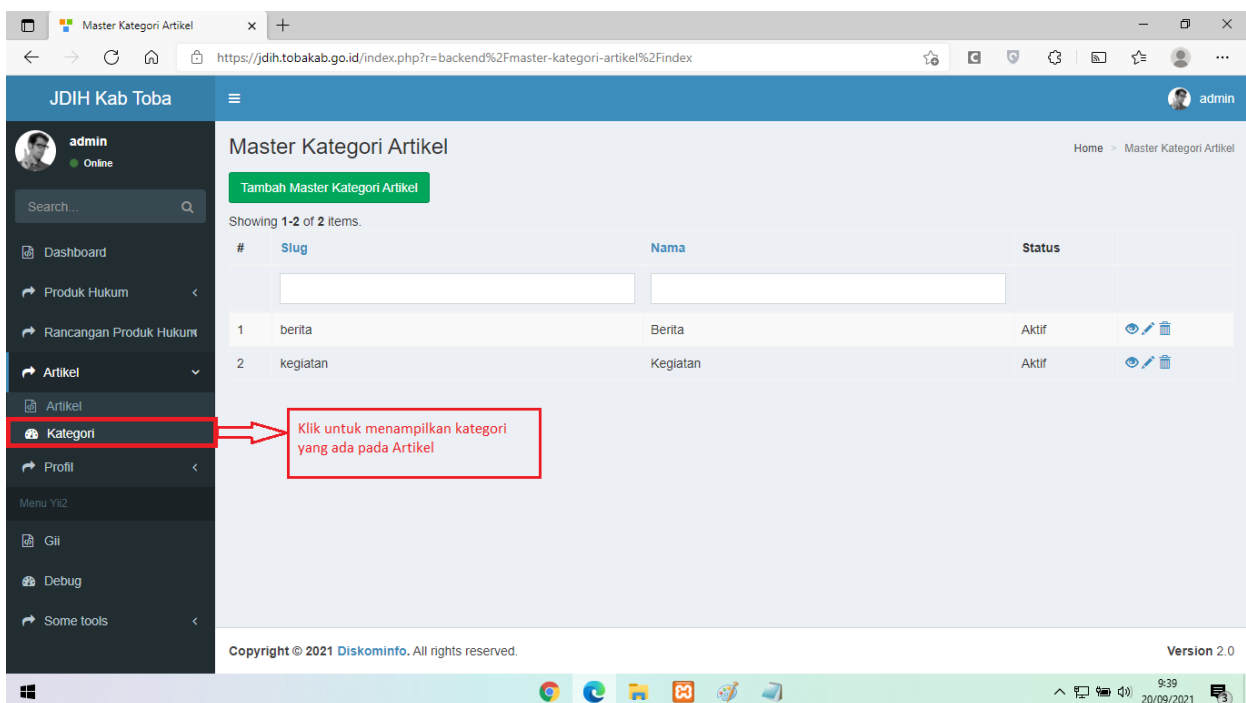 Master Kategori Artikel
https://jdih.tobakab.go.id/index.php?r=backend%2Fmaster-kategori-artikel%2Findex
JDIH Kab Toba
admin
admin
Online
Search...
Dashboard
Produk Hukum
Rancangan Produk Hukum
Artikel
Artikel
Kategori
Profil
Menu Yii2
Gii
Debug
Some tools
Master Kategori Artikel
Home > Master Kategori Artikel
Tambah Master Kategori Artikel
Showing 1-2 of 2 items.
# Slug Nama Status
1 berita Berita Aktif
2 kegiatan Kegiatan Aktif
Klik untuk menampilkan kategori
yang ada pada Artikel
Copyright © 2021 Diskominfo. All rights reserved.
Version 2.0
9:39
20/09/2021
3